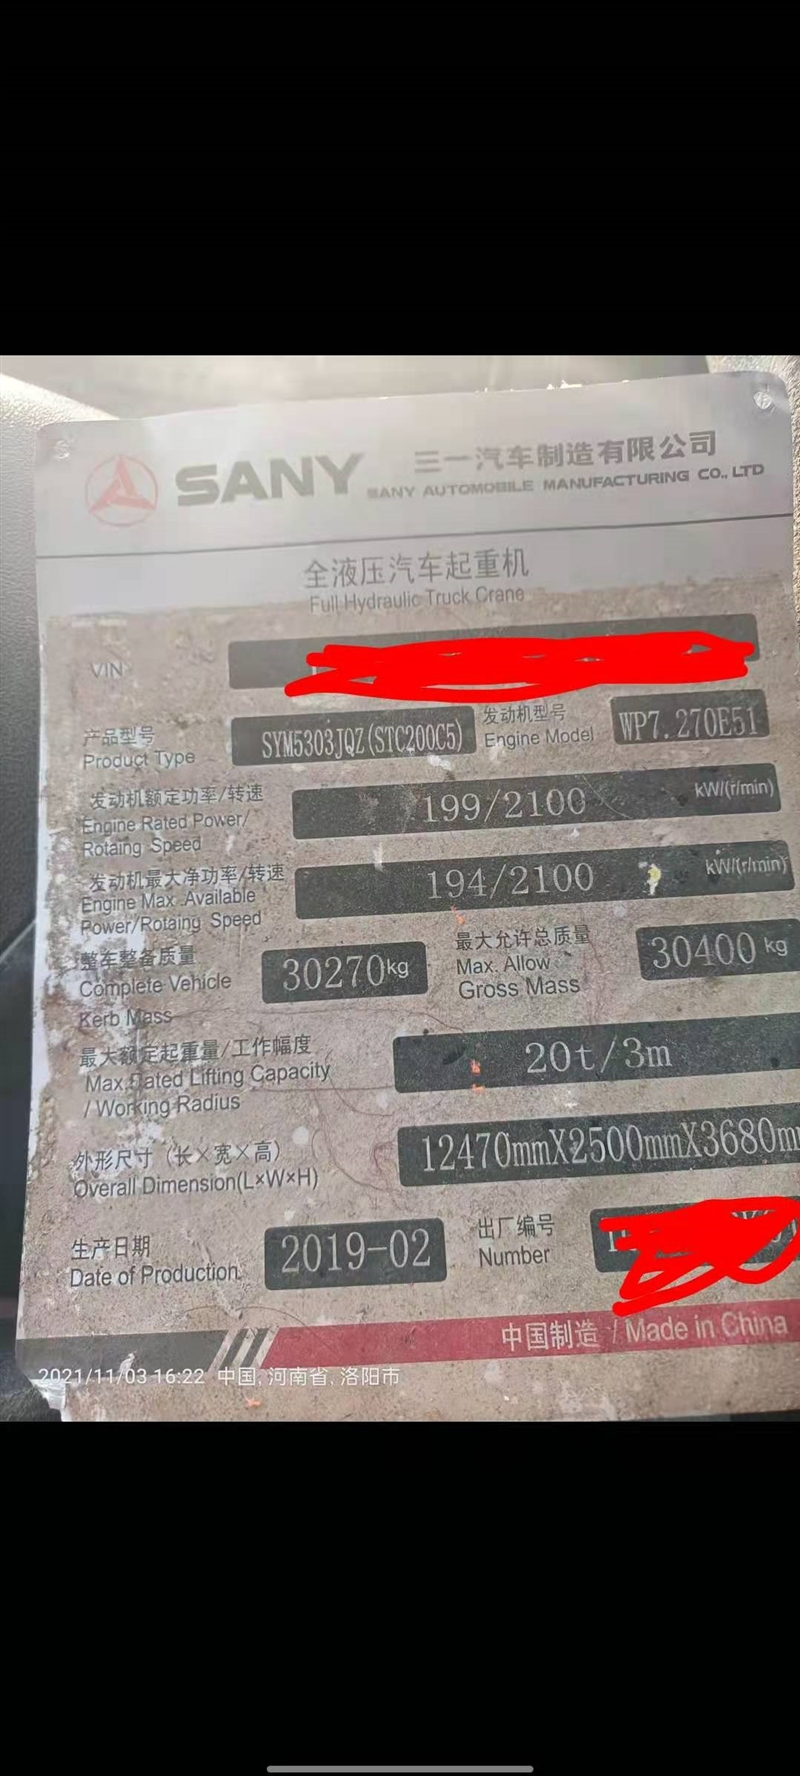 SANY 三一汽车制造有限公司
SANY AUTOMOBILE MANUFACTURING CO., LTD
全液压汽车起重机
Full Hydraulic Truck Crane
VIN
产品型号 SYM5303JQZ(STC200C5) 发动机型号 WP7.270E51
Product Type Engine Model
发动机额定功率/转速 199/2100 kW/(r/min)
Engine Rated Power/
Rotaing Speed
发动机最大净功率/转速 194/2100 kW/(r/min)
Engine Max Available
Power/Rotaing Speed
整车整备质量 30270kg 最大允许总质量 30400 kg
Complete Vehicle Max. Allow
Kerb Mass Gross Mass
最大额定起重量/工作幅度 20t/3m
Max.Rated Lifting Capacity
/ Working Radius
外形尺寸（长×宽×高） 12470mmX2500mmX3680mm
Overall Dimension(L×W×H)
生产日期 2019-02 出厂编号
Date of Production Number
中国制造 / Made in China
2021/11/03 16:22 中国, 河南省, 洛阳市